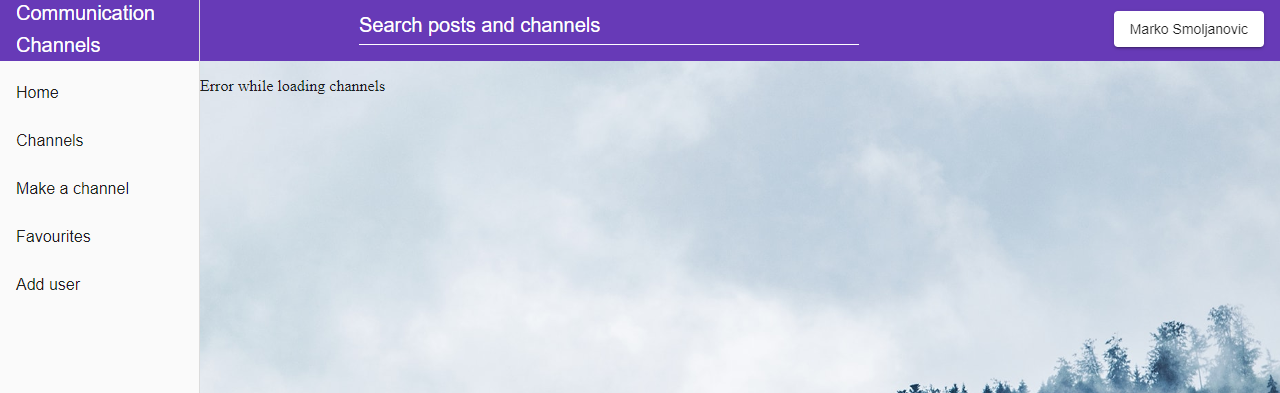 Communication
Channels
Search posts and channels
Marko Smoljanovic
Home
Channels
Make a channel
Favourites
Add user
Error while loading channels